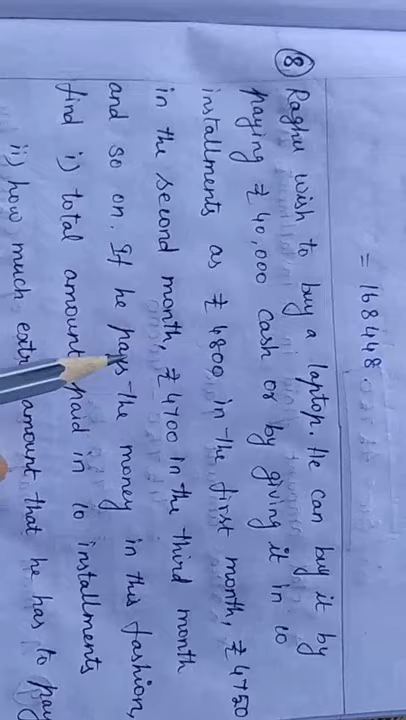 = 168448
⑧ Raghu wish to buy a laptop. He can buy it by
paying ₹ 40,000 cash or by giving it in 10
installments as ₹ 4800 in the first month, ₹ 4750
in the second month, ₹ 4700 in the third month
and so on. If he pays the money in this fashion,
find i) total amount paid in 10 installments
ii) how much extr amount that he has to pay